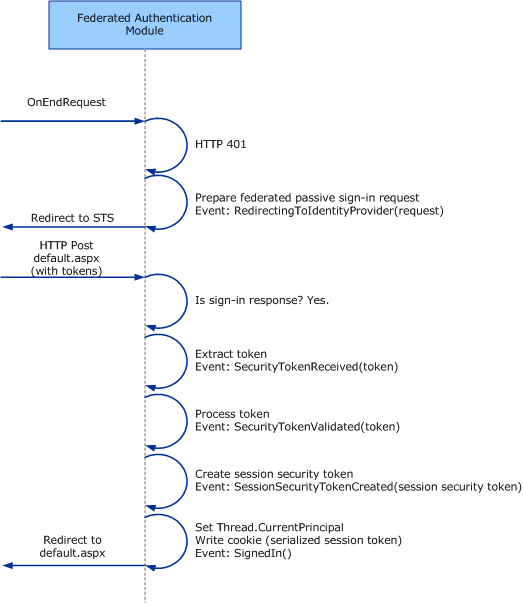 Federated Authentication
Module
OnEndRequest
HTTP 401
Prepare federated passive sign-in request
Event: RedirectingToIdentityProvider(request)
Redirect to STS
HTTP Post
default.aspx
(with tokens)
Is sign-in response? Yes.
Extract token
Event: SecurityTokenReceived(token)
Process token
Event: SecurityTokenValidated(token)
Create session security token
Event: SessionSecurityTokenCreated(session security token)
Set Thread.CurrentPrincipal
Write cookie (serialized session token)
Event: SignedIn()
Redirect to
default.aspx